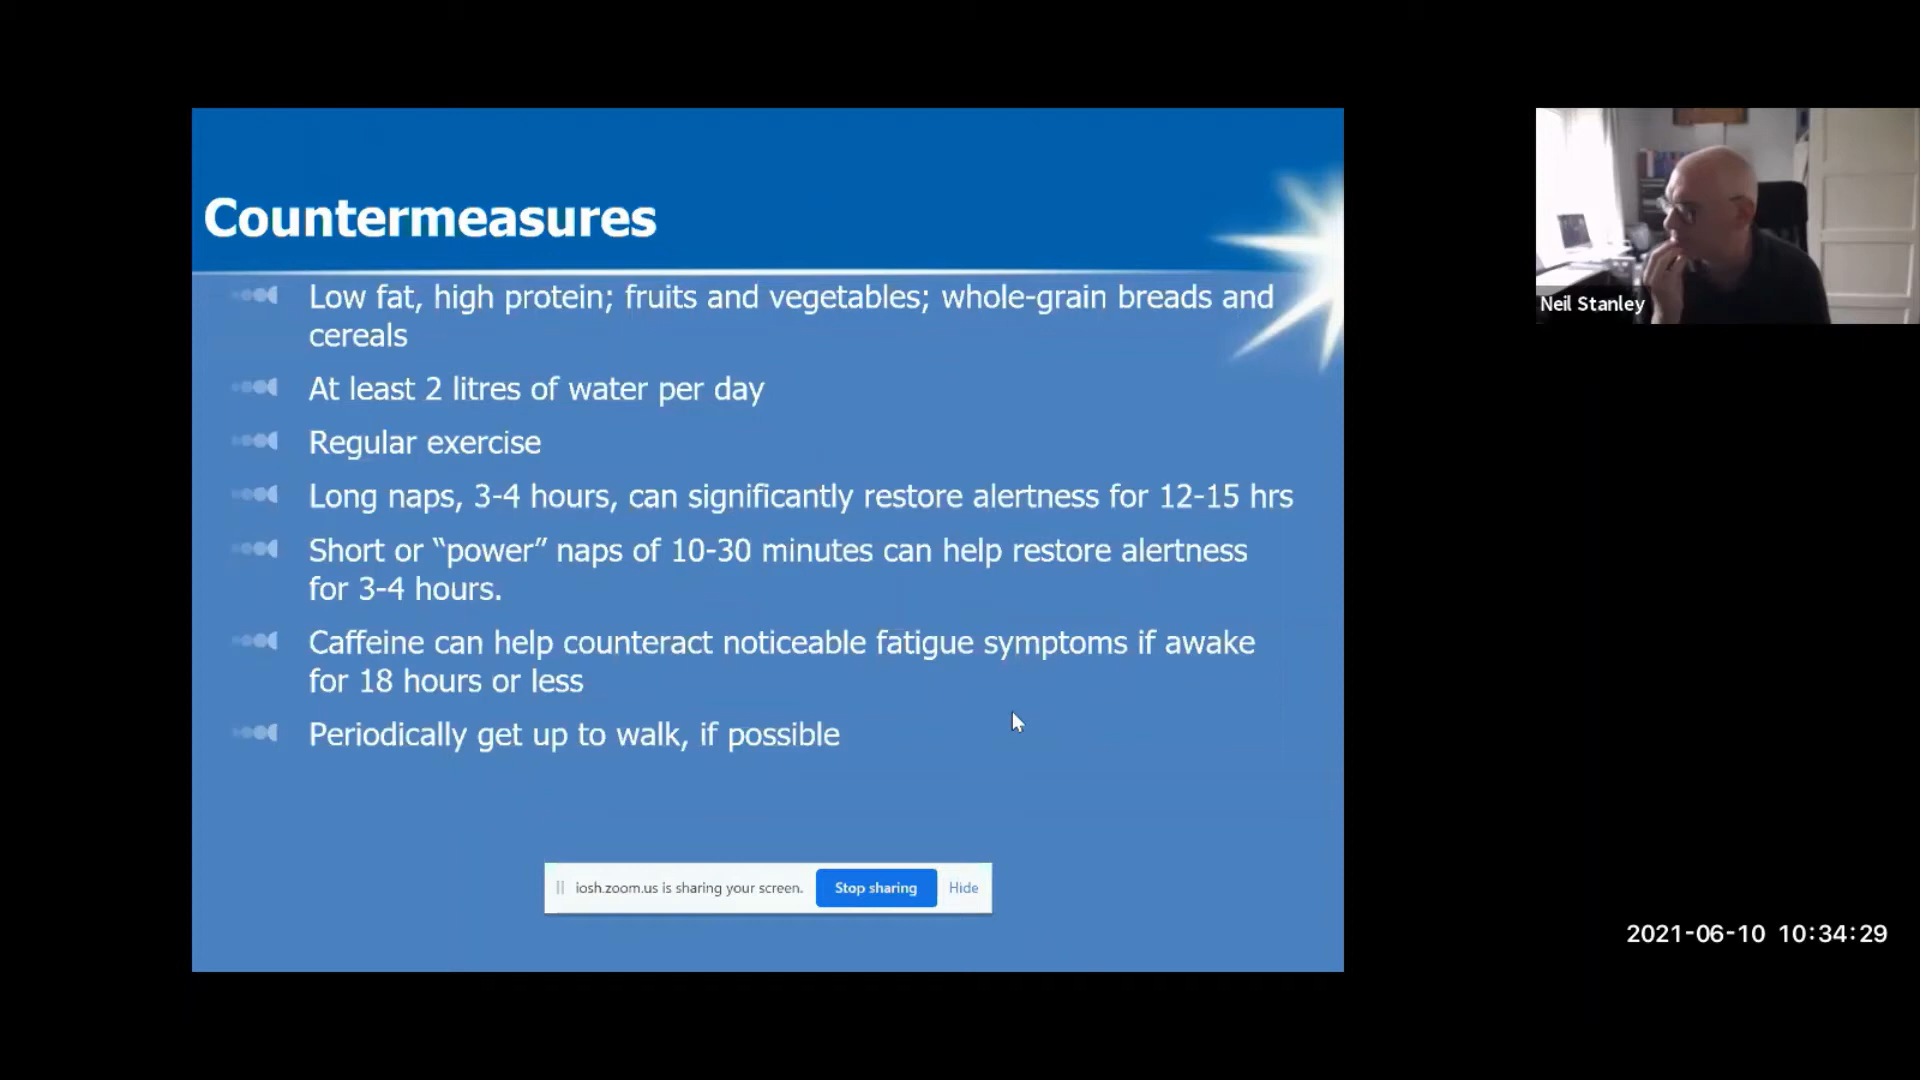 Countermeasures
Low fat, high protein; fruits and vegetables; whole-grain breads and
cereals
At least 2 litres of water per day
Regular exercise
Long naps, 3-4 hours, can significantly restore alertness for 12-15 hrs
Short or “power” naps of 10-30 minutes can help restore alertness
for 3-4 hours.
Caffeine can help counteract noticeable fatigue symptoms if awake
for 18 hours or less
Periodically get up to walk, if possible
iosh.zoom.us is sharing your screen. Stop sharing Hide
Neil Stanley
2021-06-10 10:34:29